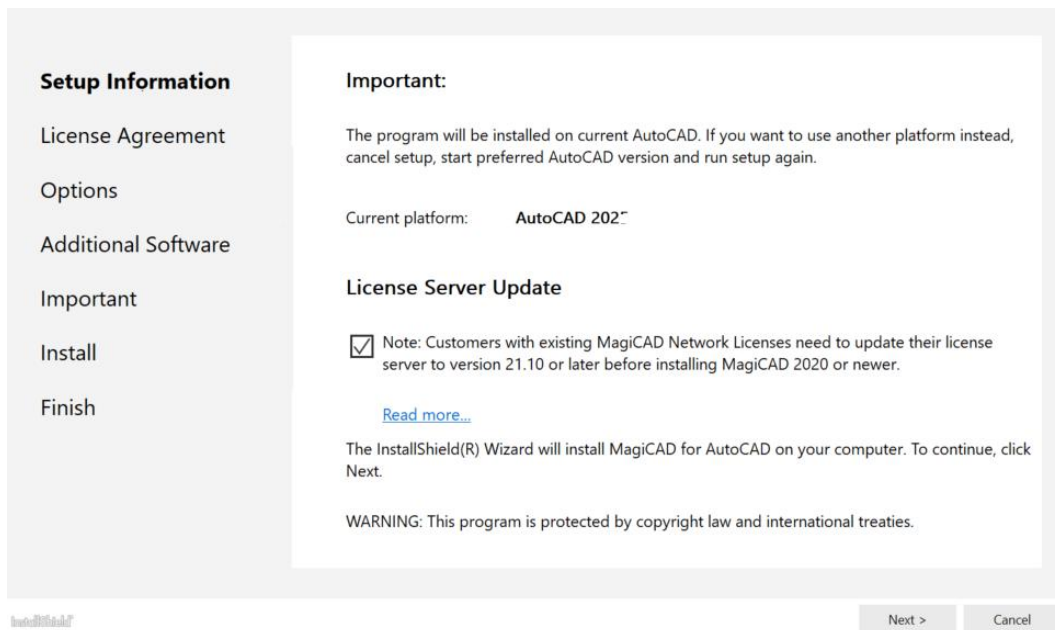 Setup Information
License Agreement
Options
Additional Software
Important
Install
Finish
Important:
The program will be installed on current AutoCAD. If you want to use another platform instead,
cancel setup, start preferred AutoCAD version and run setup again.
Current platform: AutoCAD
License Server Update
Note: Customers with existing MagiCAD Network Licenses need to update their license
server to version 21.10 or later before installing MagiCAD 2020 or newer.
Read more...
The InstallShield(R) Wizard will install MagiCAD for AutoCAD on your computer. To continue, click
Next.
WARNING: This program is protected by copyright law and international treaties.
InstallShield
Next >
Cancel